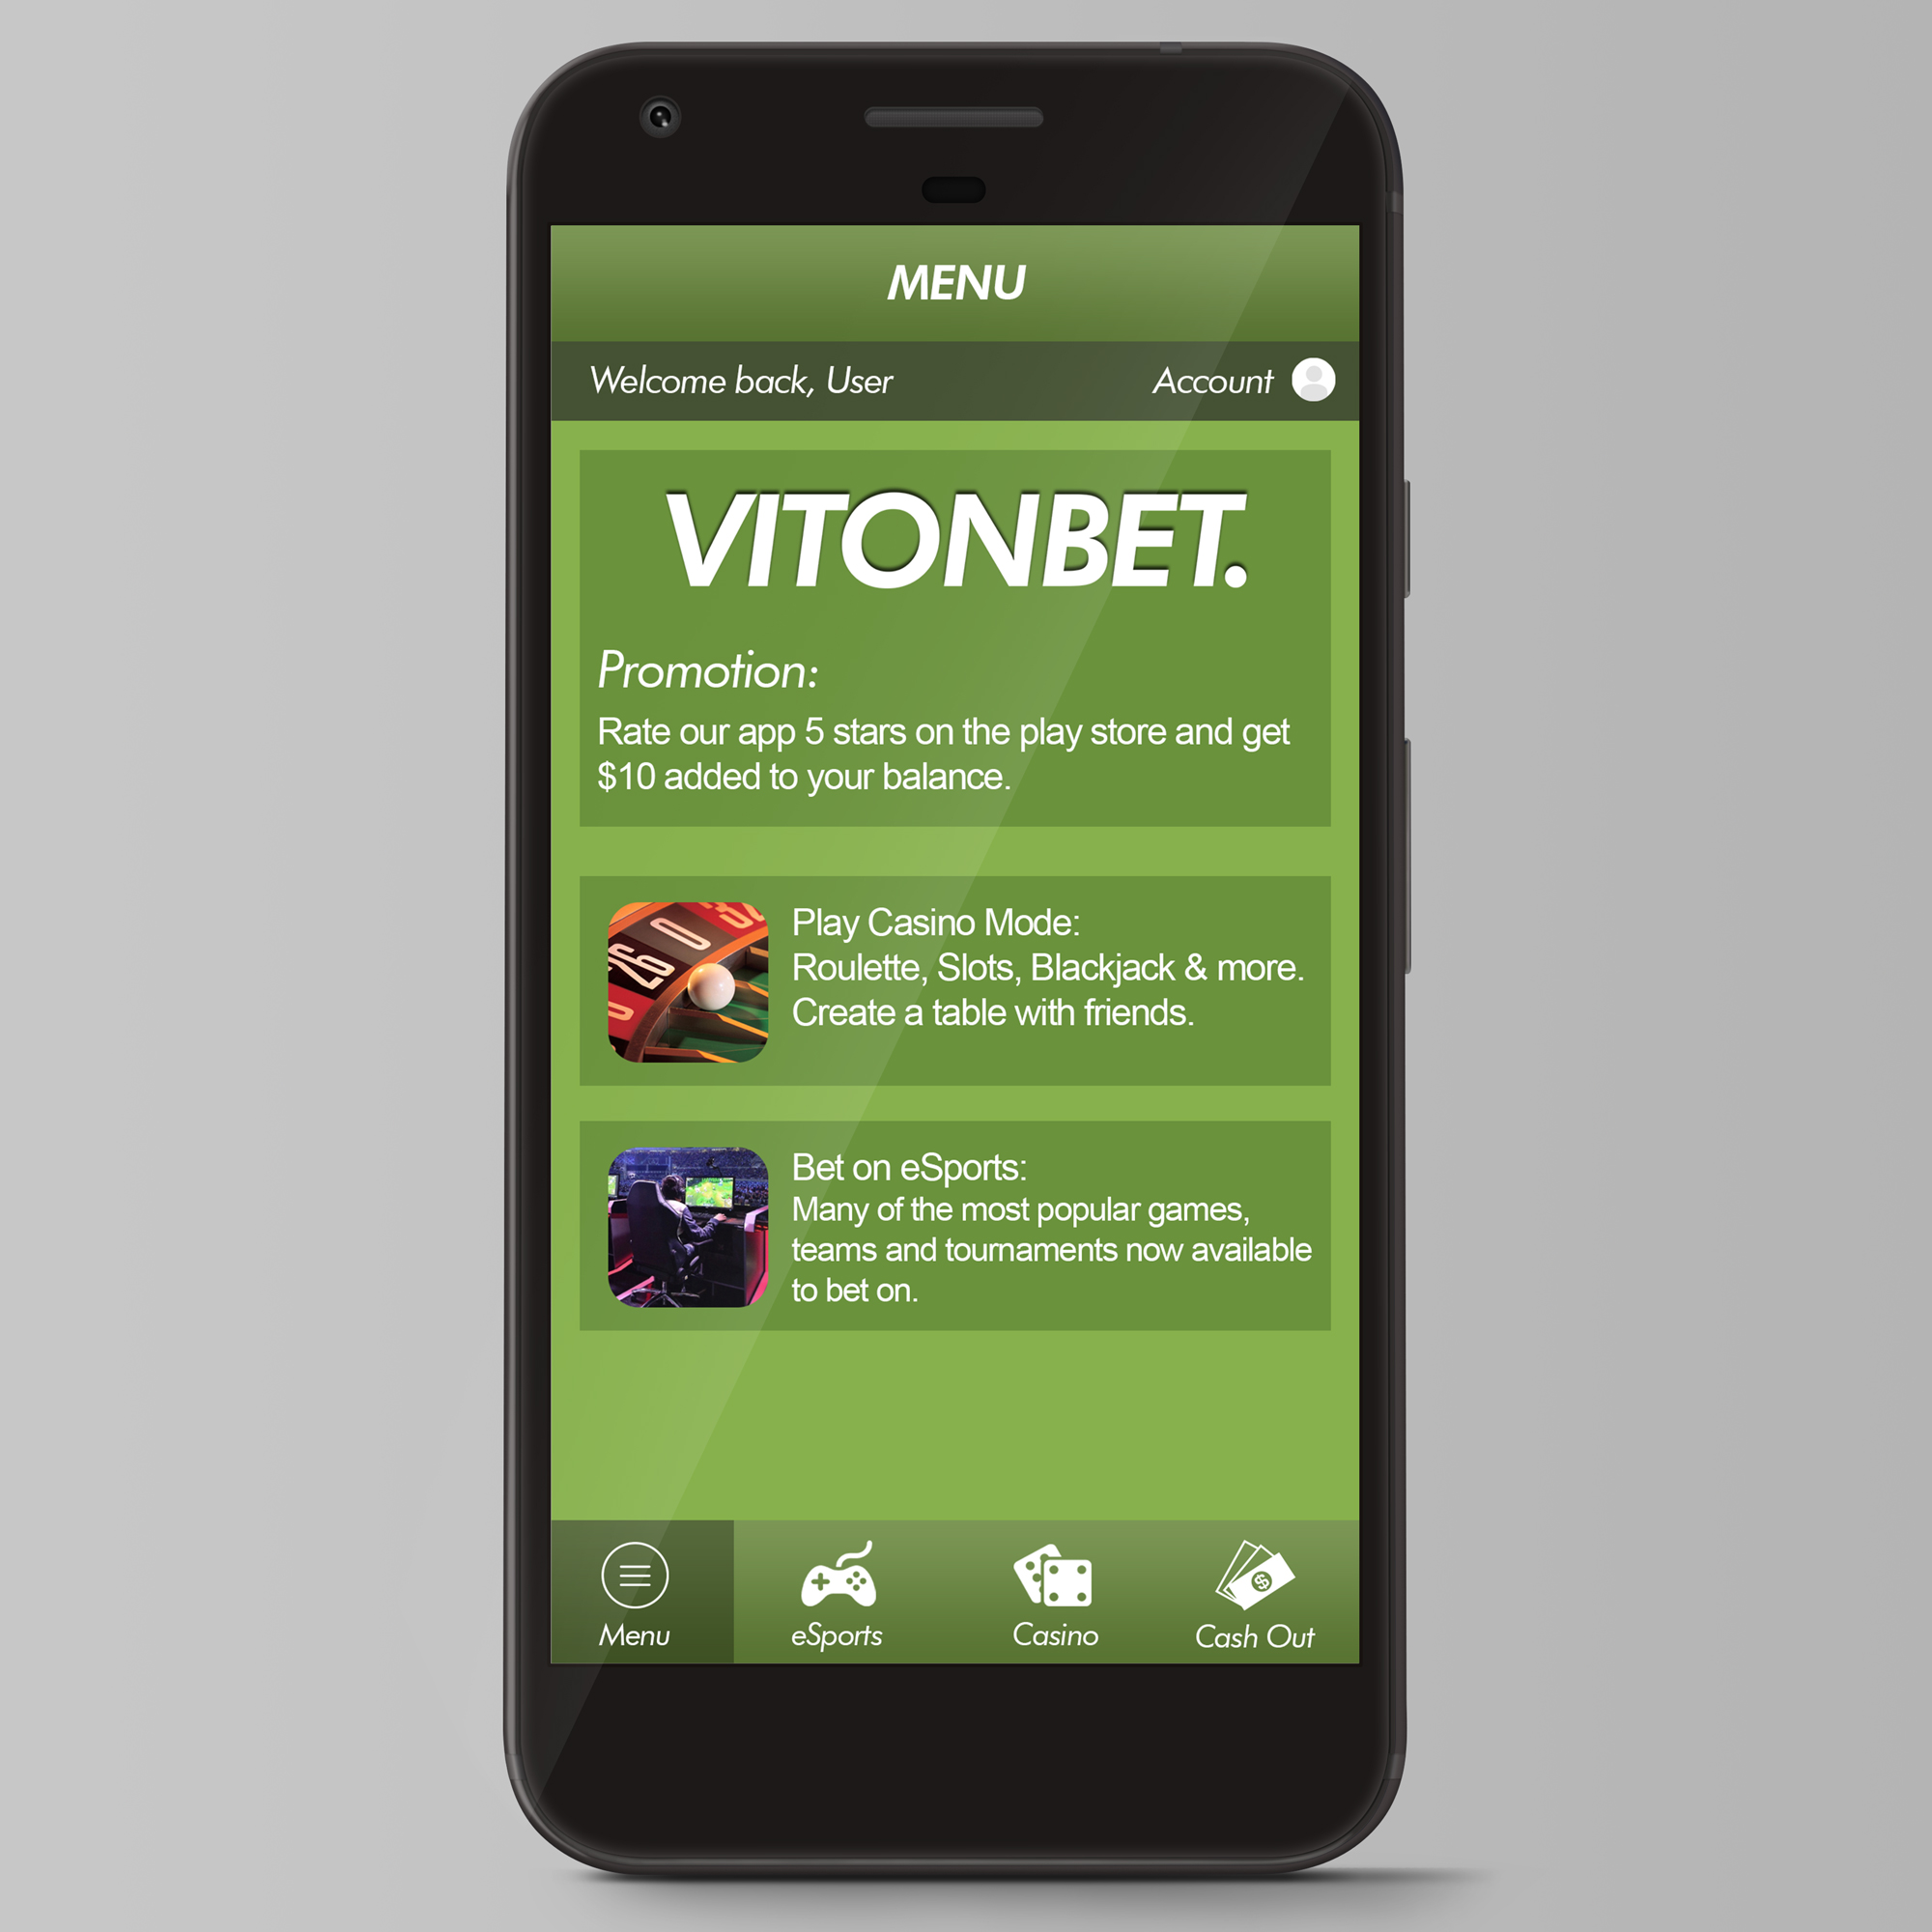 MENU
Welcome back, User
Account
VITONBET.
Promotion:
Rate our app 5 stars on the play store and get
$10 added to your balance.
Play Casino Mode:
Roulette, Slots, Blackjack & more.
Create a table with friends.
26 0
Bet on eSports:
Many of the most popular games,
teams and tournaments now available
to bet on.
Menu
eSports
Casino
Cash Out